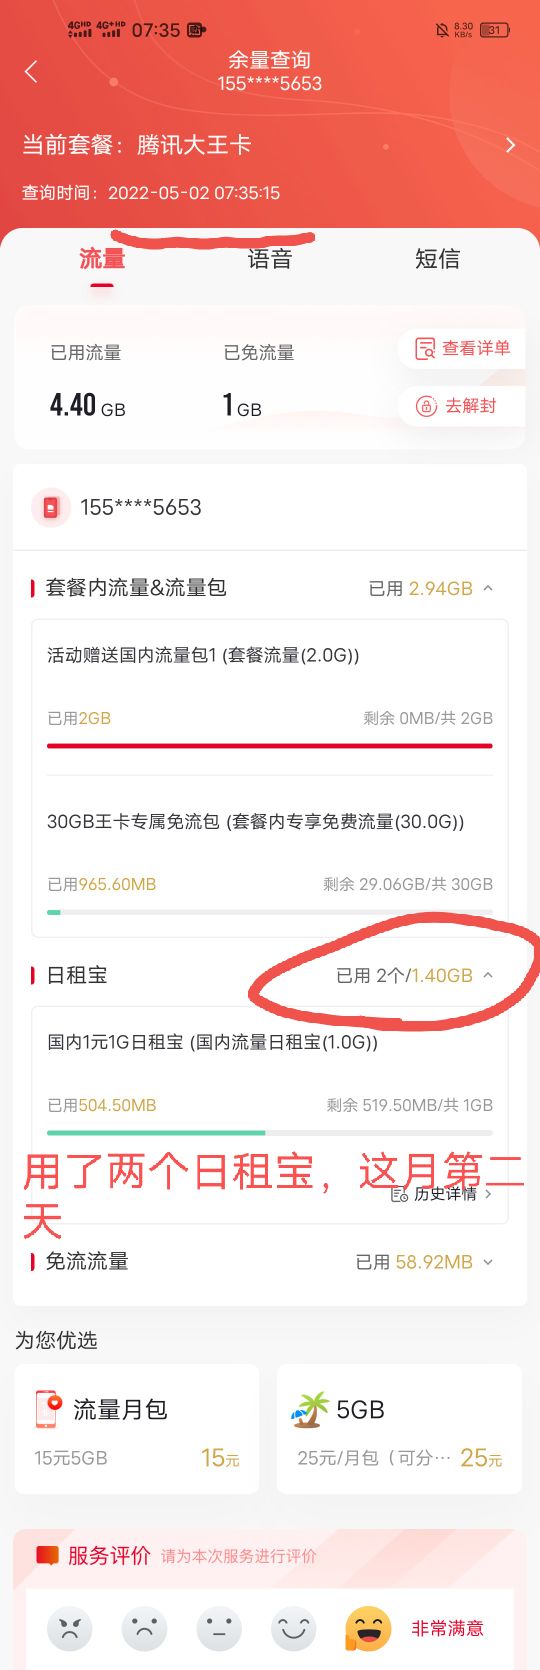 4GHD 4G+HD 07:35 8.30 KB/s 31
余量查询
155****5653
当前套餐：腾讯大王卡
查询时间：2022-05-02 07:35:15
流量 语音 短信
已用流量 已免流量 查看详单
4.40 GB 1GB 去解封
155****5653
套餐内流量&流量包 已用 2.94GB
活动赠送国内流量包1 (套餐流量(2.0G))
已用2GB 剩余 0MB/共 2GB
30GB王卡专属免流包 (套餐内专享免费流量(30.0G))
已用965.60MB 剩余 29.06GB/共 30GB
日租宝 已用 2个/1.40GB
国内1元1G日租宝 (国内流量日租宝(1.0G))
已用504.50MB 剩余 519.50MB/共 1GB
用了两个日租宝，这月第二
历史详情
天
免流流量 已用 58.92MB
为您优选
流量月包 5GB
15元5GB 15元 25元/月包（可分… 25元
服务评价 请为本次服务进行评价
非常满意